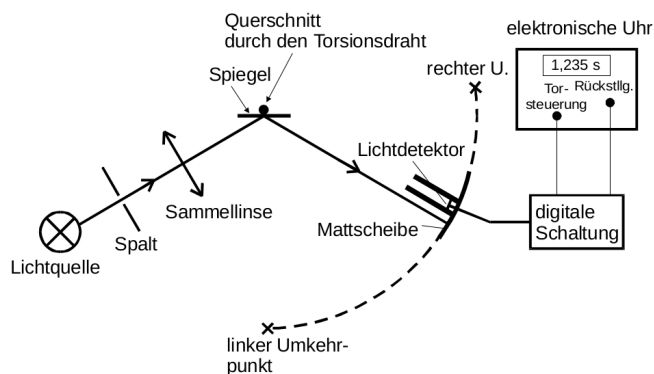 Querschnitt
durch den Torsionsdraht
Spiegel
elektronische Uhr
1,235 s
Tor-
steuerung
Rückstllg.
rechter U.
Lichtdetektor
Sammellinse
Mattscheibe
digitale
Schaltung
Spalt
Lichtquelle
linker Umkehr-
punkt